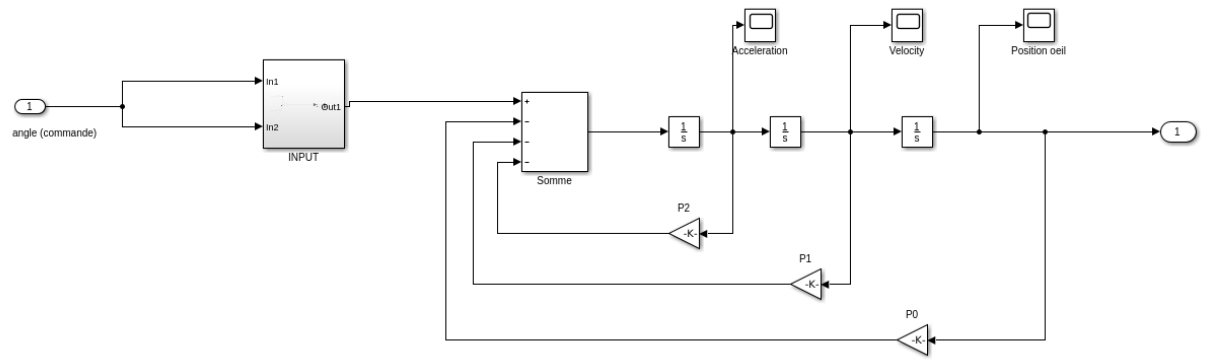 Acceleration
Velocity
Position oeil
1
angle (commande)
In1
In2
Out1
INPUT
+
−
−
−
Somme
1
s
1
s
1
s
1
P2
-K-
P1
-K-
P0
-K-